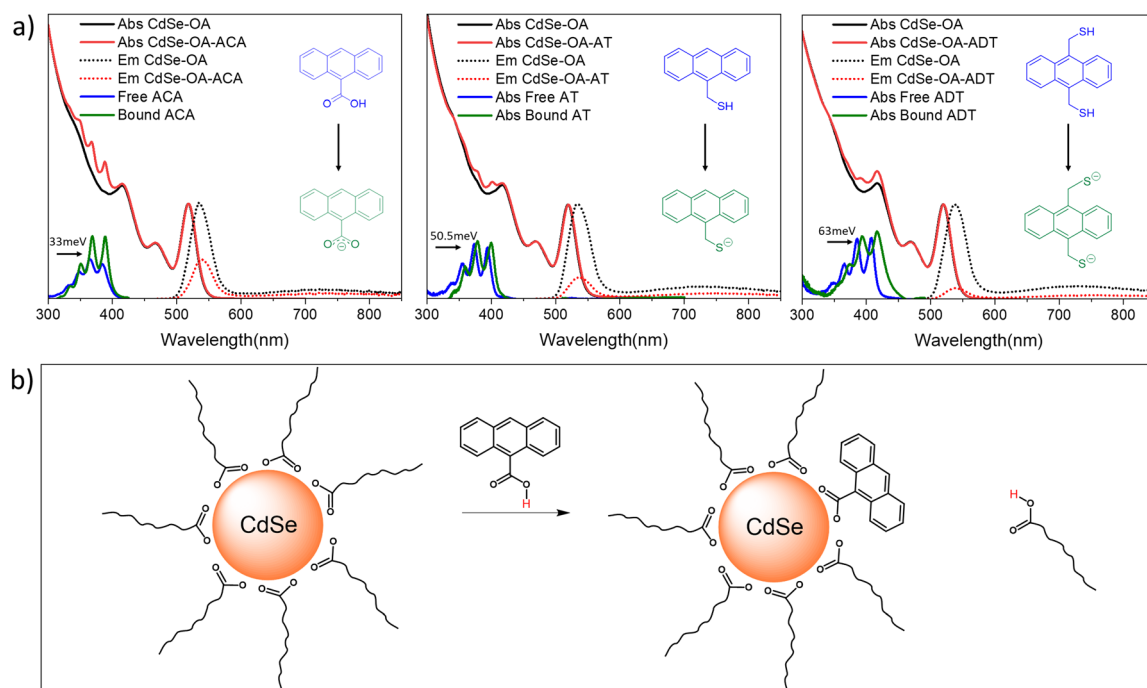 a)
Abs CdSe-OA
Abs CdSe-OA-ACA
Em CdSe-OA
Em CdSe-OA-ACA
Free ACA
Bound ACA
O
OH
O
O
⊖
33meV
300 400 500 600 700 800
Wavelength(nm)
Abs CdSe-OA
Abs CdSe-OA-AT
Em CdSe-OA
Em CdSe-OA-AT
Abs Free AT
Abs Bound AT
SH
S⊖
50.5meV
300 400 500 600 700 800
Wavelength(nm)
Abs CdSe-OA
Abs CdSe-OA-ADT
Em CdSe-OA
Em CdSe-OA-ADT
Abs Free ADT
Abs Bound ADT
SH
SH
S⊖
S⊖
63meV
300 400 500 600 700 800
Wavelength(nm)
b)
O O
O O
O O
O O
O O
O O
O O
CdSe
O O
H
O O
O O
O O
O O
O O
O O
O O
CdSe
H O
O